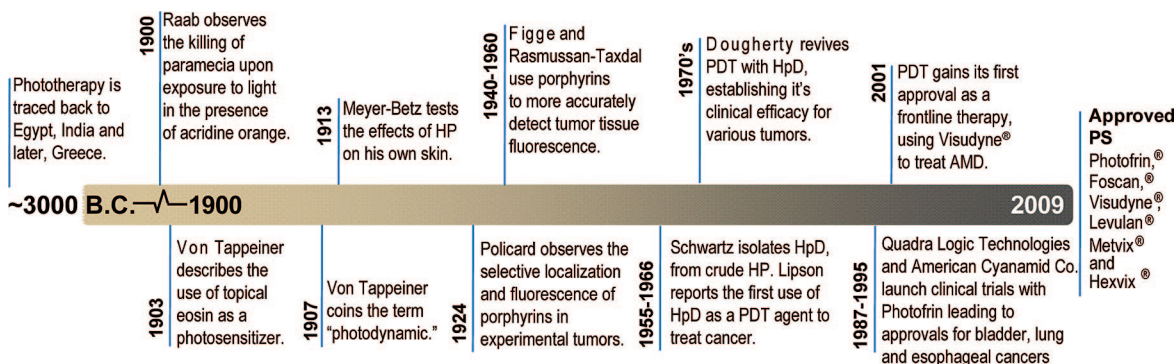 Phototherapy is
traced back to
Egypt, India and
later, Greece.
1900
Raab observes
the killing of
paramecia upon
exposure to light
in the presence
of acridine orange.
1913
Meyer-Betz tests
the effects of HP
on his own skin.
1940-1960
Figge and
Rasmussan-Taxdal
use porphyrins
to more accurately
detect tumor tissue
fluorescence.
1970's
Dougherty revives
PDT with HpD,
establishing it's
clinical efficacy for
various tumors.
2001
PDT gains its first
approval as a
frontline therapy,
using Visudyne®
to treat AMD.
Approved
PS
Photofrin,®
Foscan,®
Visudyne®,
Levulan®
Metvix®
and
Hexvix ®
~3000 B.C. 1900 2009
1903
Von Tappeiner
describes the
use of topical
eosin as a
photosensitizer.
1907
Von Tappeiner
coins the term
“photodynamic.”
1924
Policard observes the
selective localization
and fluorescence of
porphyrins in
experimental tumors.
1955-1966
Schwartz isolates HpD,
from crude HP. Lipson
reports the first use of
HpD as a PDT agent to
treat cancer.
1987-1995
Quadra Logic Technologies
and American Cyanamid Co.
launch clinical trials with
Photofrin leading to
approvals for bladder, lung
and esophageal cancers